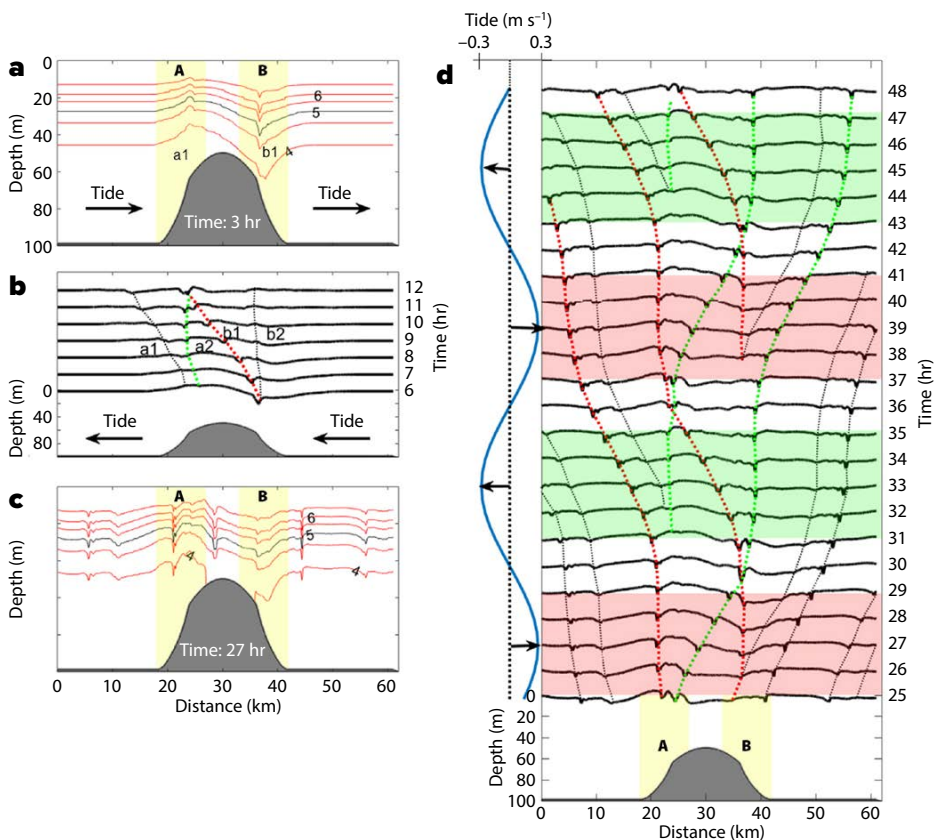 a
0
20
40
60
80
100
Depth (m)
A
B
6
5
4
a1
b1
Tide
Tide
Time: 3 hr
b
12
11
10
9
8
7
6
Time (hr)
0
40
80
Depth (m)
a1
a2
b1
b2
Tide
Tide
c
A
B
6
5
4
4
Depth (m)
Time: 27 hr
0 10 20 30 40 50 60
Distance (km)
Tide (m s⁻¹)
−0.3 0.3
d
48
47
46
45
44
43
42
41
40
39
38
37
36
35
34
33
32
31
30
29
28
27
26
25
Time (hr)
0
20
40
60
80
100
Depth (m)
A
B
0 10 20 30 40 50 60
Distance (km)